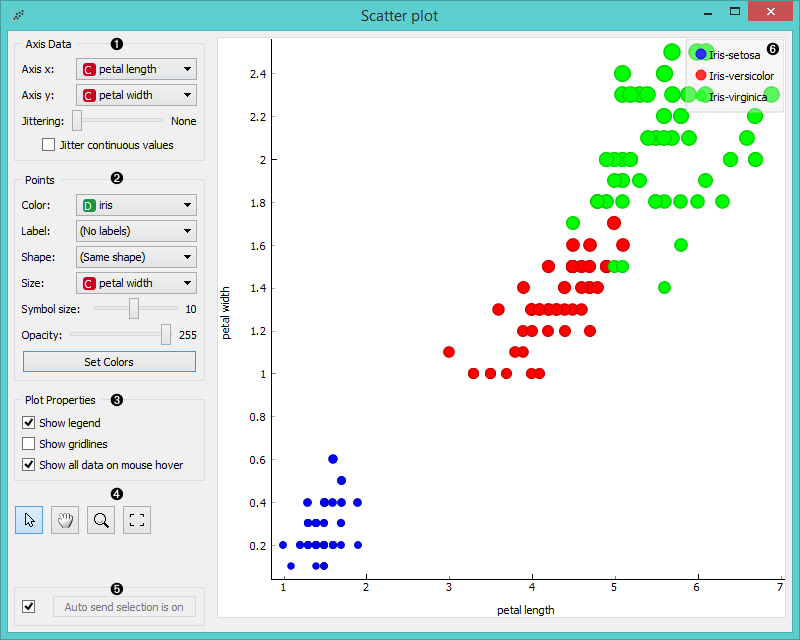 Scatter plot
Axis Data 1
Axis x: C petal length
Axis y: C petal width
Jittering: None
Jitter continuous values
Points 2
Color: D iris
Label: (No labels)
Shape: (Same shape)
Size: C petal width
Symbol size: 10
Opacity: 255
Set Colors
Plot Properties 3
Show legend
Show gridlines
Show all data on mouse hover
4
5
Auto send selection is on
6
Iris-setosa
Iris-versicolor
Iris-virginica
petal width
2.4
2.2
2
1.8
1.6
1.4
1.2
1
0.8
0.6
0.4
0.2
1 2 3 4 5 6 7
petal length